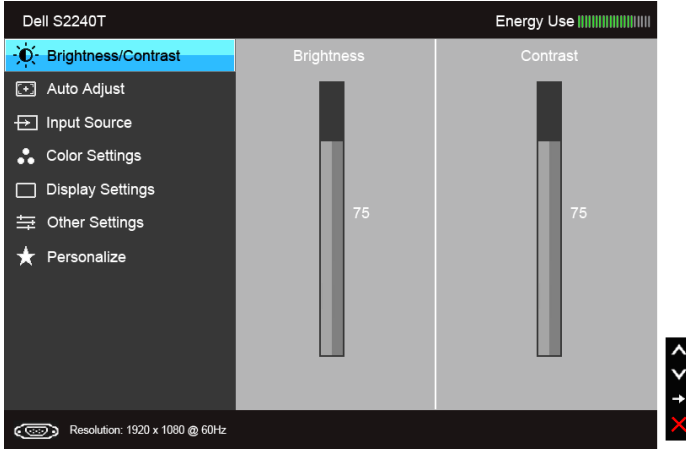 Dell S2240T
Energy Use
Brightness/Contrast
Auto Adjust
Input Source
Color Settings
Display Settings
Other Settings
Personalize
Brightness
75
Contrast
75
Resolution: 1920 x 1080 @ 60Hz